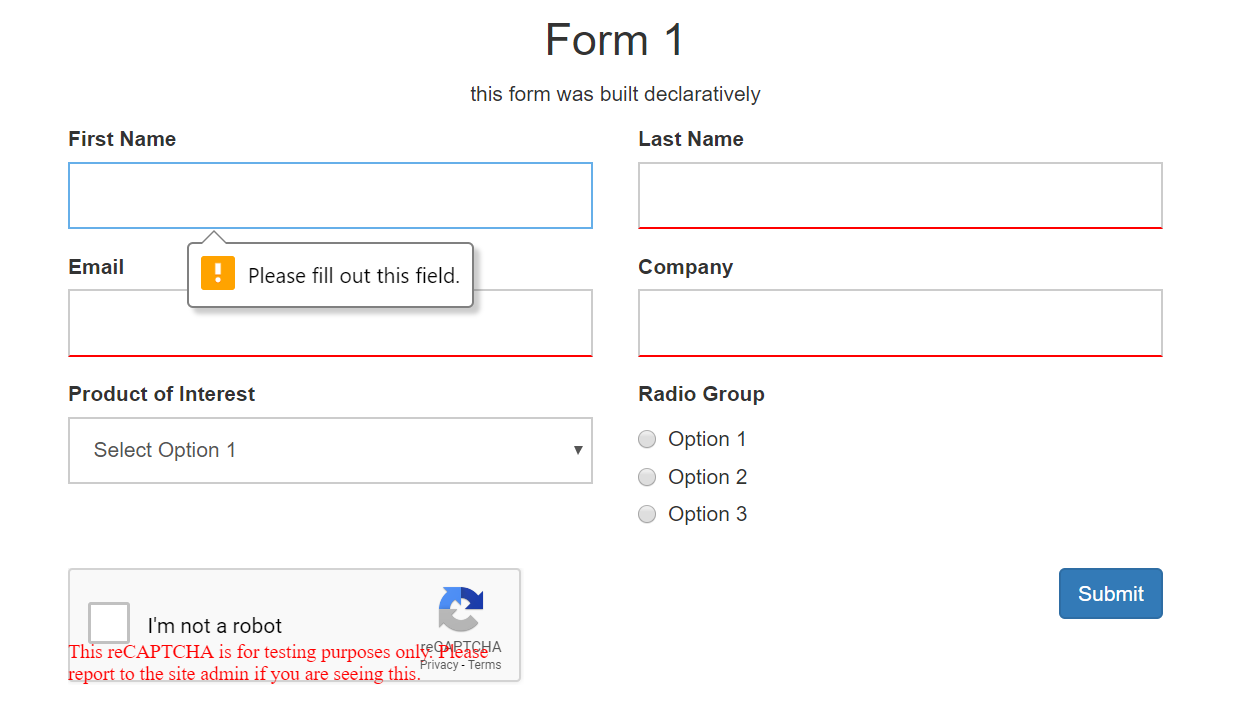 Form 1
this form was built declaratively
First Name
Last Name
Please fill out this field.
Email
Company
Product of Interest
Radio Group
Select Option 1
Option 1
Option 2
Option 3
I'm not a robot
reCAPTCHA
Privacy - Terms
This reCAPTCHA is for testing purposes only. Please
report to the site admin if you are seeing this.
Submit